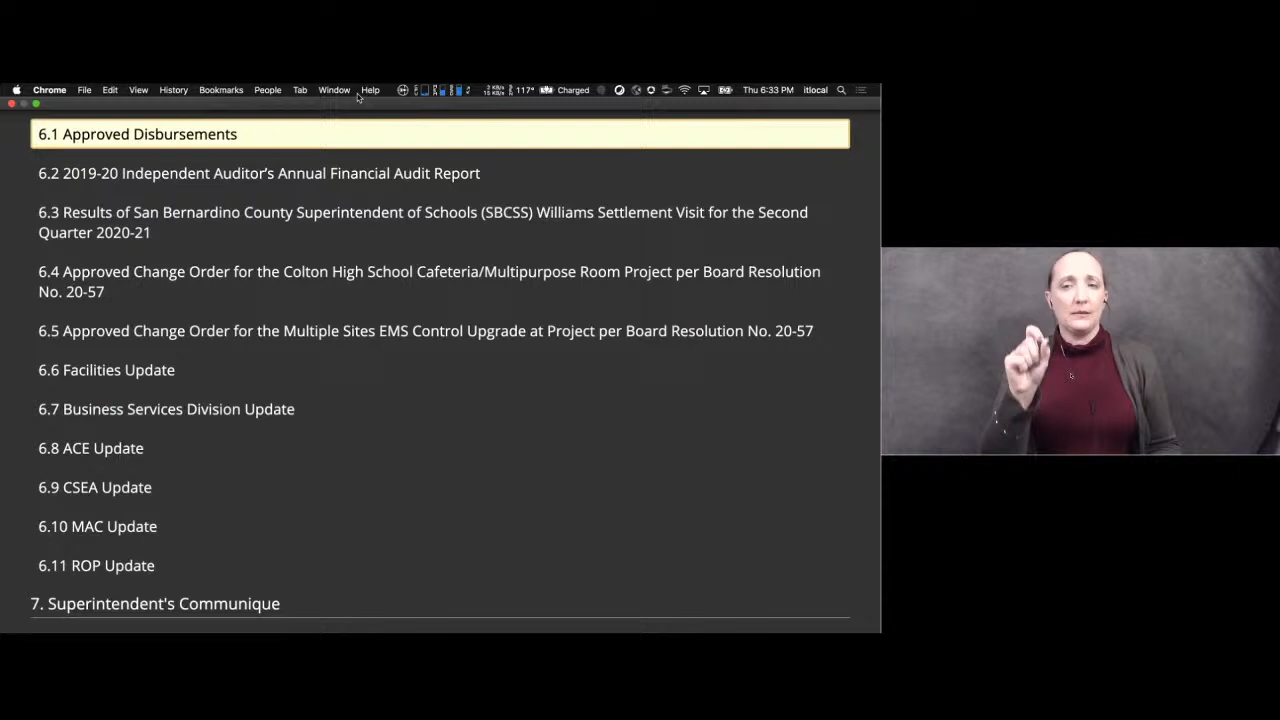 Chrome File Edit View History Bookmarks People Tab Window Help 2 KB/s 15 KB/s 117° Charged Thu 6:33 PM itlocal
6.1 Approved Disbursements
6.2 2019-20 Independent Auditor's Annual Financial Audit Report
6.3 Results of San Bernardino County Superintendent of Schools (SBCSS) Williams Settlement Visit for the Second
Quarter 2020-21
6.4 Approved Change Order for the Colton High School Cafeteria/Multipurpose Room Project per Board Resolution
No. 20-57
6.5 Approved Change Order for the Multiple Sites EMS Control Upgrade at Project per Board Resolution No. 20-57
6.6 Facilities Update
6.7 Business Services Division Update
6.8 ACE Update
6.9 CSEA Update
6.10 MAC Update
6.11 ROP Update
7. Superintendent's Communique